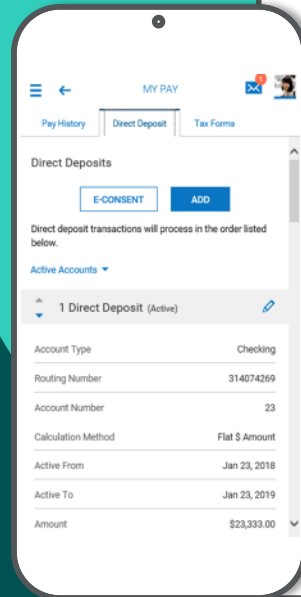 1
MY PAY
Pay History Direct Deposit Tax Forms
Direct Deposits
E-CONSENT ADD
Direct deposit transactions will process in the order listed
below.
Active Accounts
1 Direct Deposit (Active)
Account Type Checking
Routing Number 314074269
Account Number 23
Calculation Method Flat $ Amount
Active From Jan 23, 2018
Active To Jan 23, 2019
Amount $23,333.00